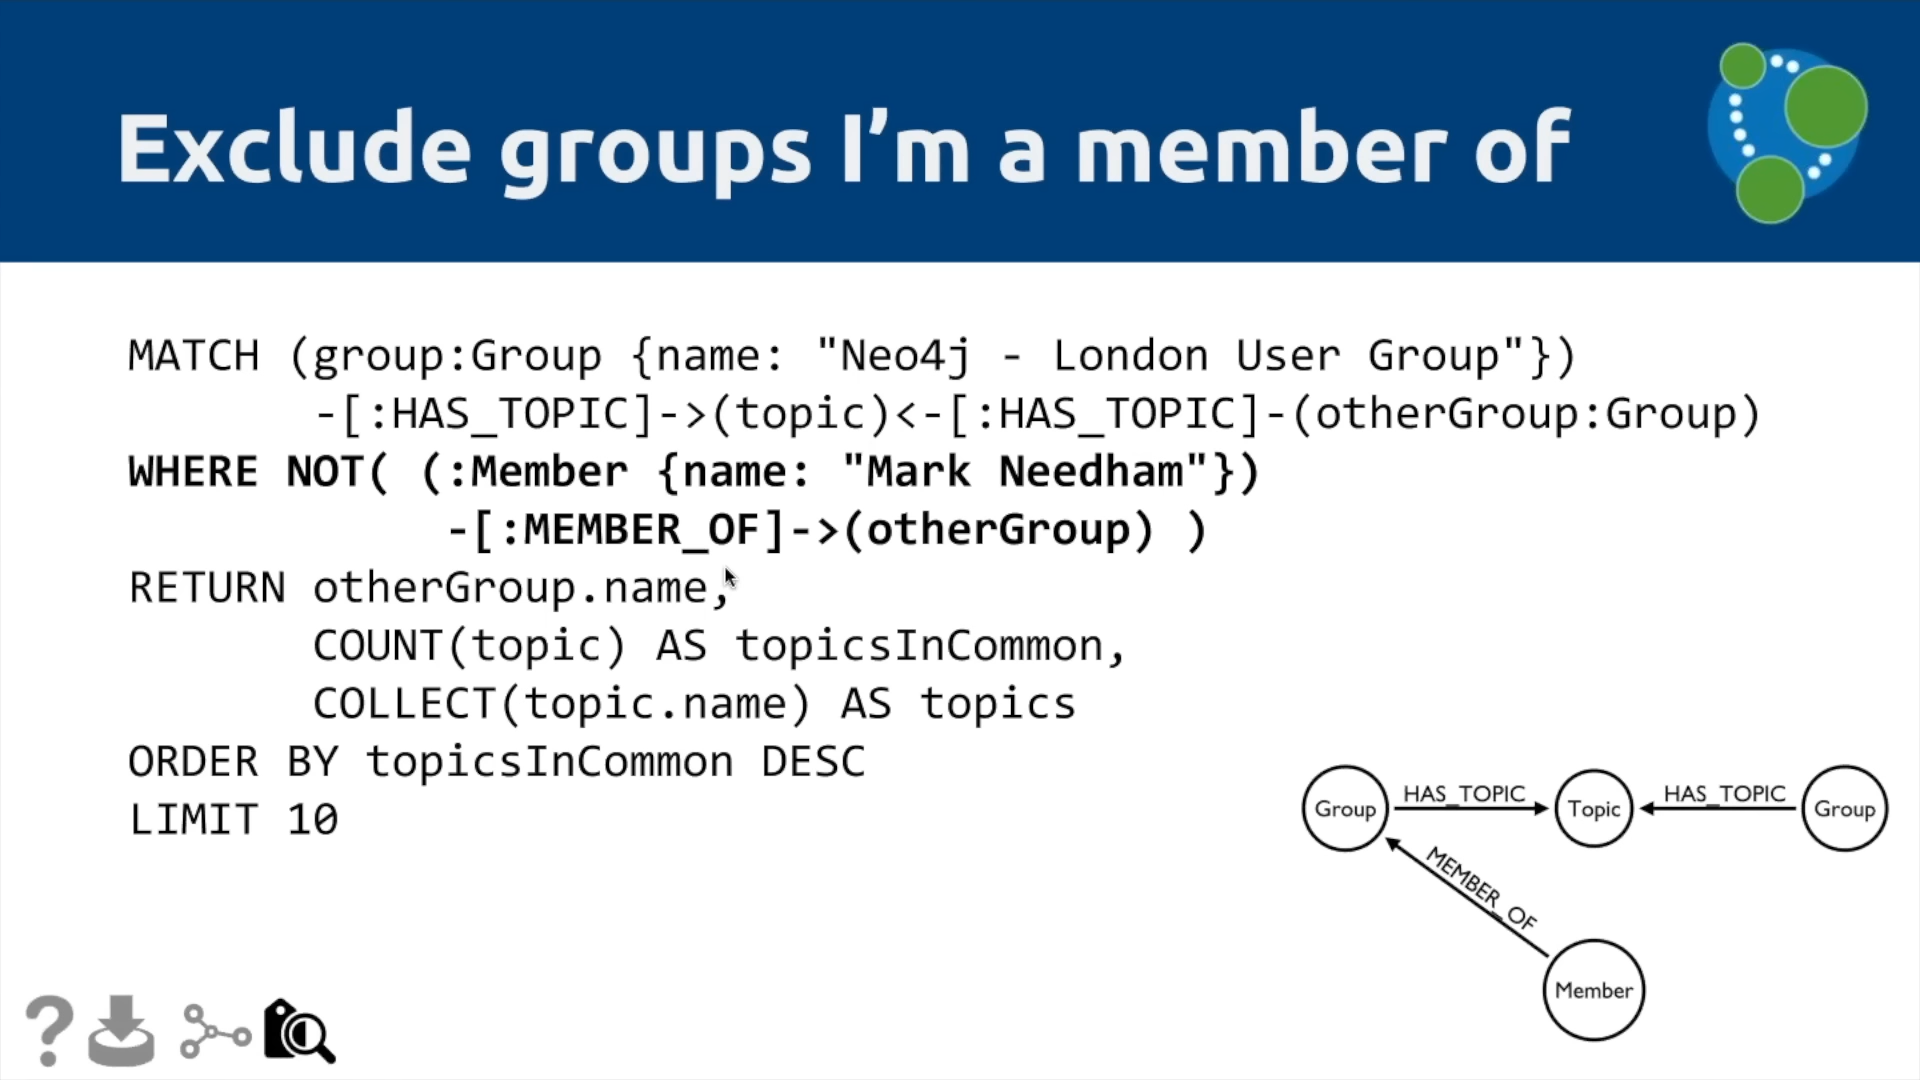 Exclude groups I’m a member of
MATCH (group:Group {name: "Neo4j - London User Group"})
-[:HAS_TOPIC]->(topic)<-[:HAS_TOPIC]-(otherGroup:Group)
WHERE NOT( (:Member {name: "Mark Needham"})
-[:MEMBER_OF]->(otherGroup) )
RETURN otherGroup.name,
COUNT(topic) AS topicsInCommon,
COLLECT(topic.name) AS topics
ORDER BY topicsInCommon DESC
LIMIT 10
Group
HAS_TOPIC
Topic
HAS_TOPIC
Group
MEMBER_OF
Member